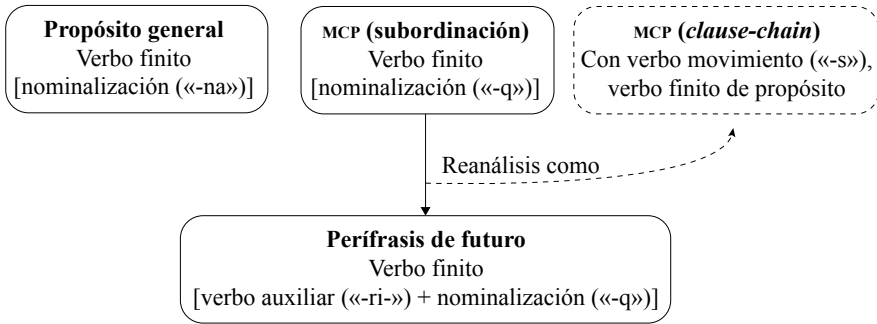 Propósito general
Verbo finito
[nominalización («-na»)]
MCP (subordinación)
Verbo finito
[nominalización («-q»)]
MCP (clause-chain)
Con verbo movimiento («-s»),
verbo finito de propósito
Reanálisis como
Perífrasis de futuro
Verbo finito
[verbo auxiliar («-ri-») + nominalización («-q»)]